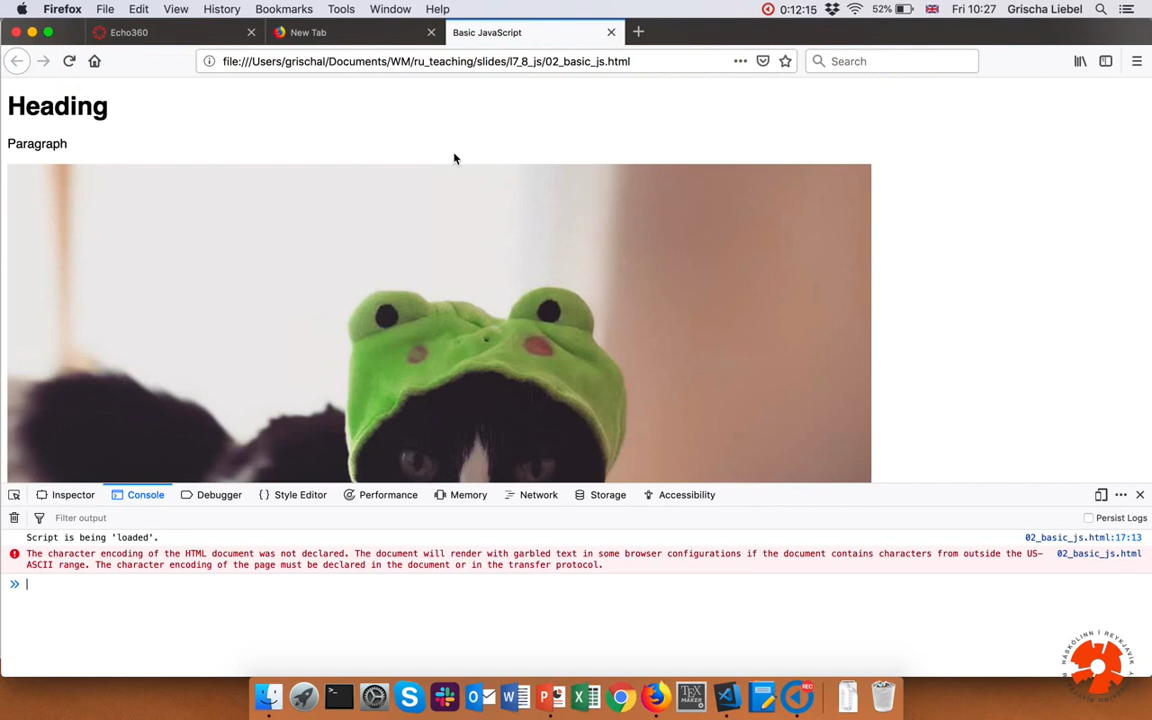 Firefox File Edit View History Bookmarks Tools Window Help 0:12:15 52% Fri 10:27 Grischa Liebel
Echo360 New Tab Basic JavaScript
file:///Users/grischal/Documents/WM/ru_teaching/slides/l7_8_js/02_basic_js.html Search
Heading
Paragraph
Inspector Console Debugger Style Editor Performance Memory Network Storage Accessibility
Filter output Persist Logs
Script is being 'loaded'. 02_basic_js.html:17:13
The character encoding of the HTML document was not declared. The document will render with garbled text in some browser configurations if the document contains characters from outside the US- 02_basic_js.html
ASCII range. The character encoding of the page must be declared in the document or in the transfer protocol.
REC
TEX
MAKER
HÁSKÓLINN Í REYKJAVÍK